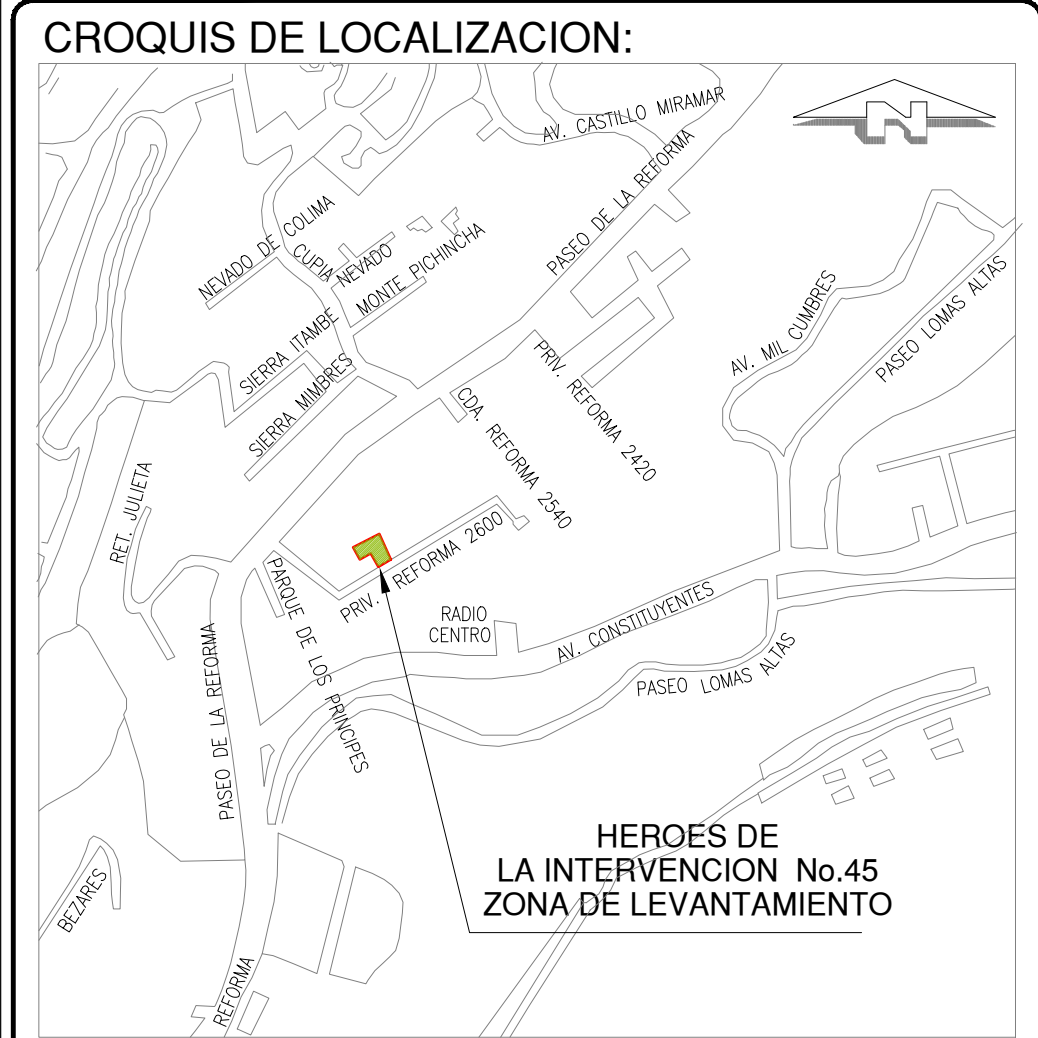 CROQUIS DE LOCALIZACION:
N
AV. CASTILLO MIRAMAR
PASEO DE LA REFORMA
NEVADO DE COLIMA
CUPIA
NEVADO
MONTE PICHINCHA
SIERRA ITAMBE
SIERRA MIMBRES
AV. MIL CUMBRES
PASEO LOMAS ALTAS
PRIV. REFORMA 2420
CDA. REFORMA 2540
RET. JULIETA
PRIV. REFORMA 2600
PARQUE DE LOS PRINCIPES
RADIO
CENTRO
AV. CONSTITUYENTES
PASEO LOMAS ALTAS
PASEO DE LA REFORMA
HEROES DE
LA INTERVENCION No.45
ZONA DE LEVANTAMIENTO
BEZARES
REFORMA